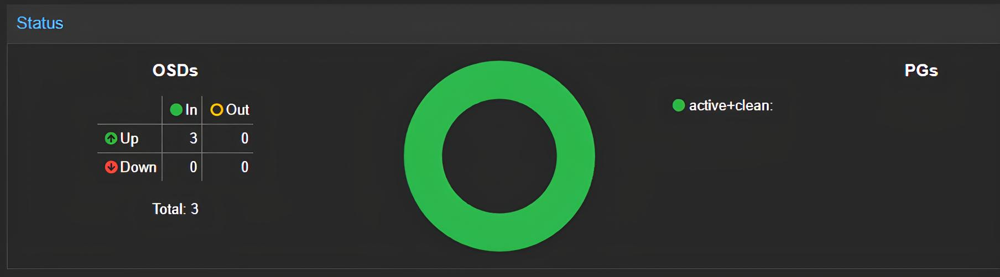 Status
OSDs
In Out
Up 3 0
Down 0 0
Total: 3
PGs
active+clean: